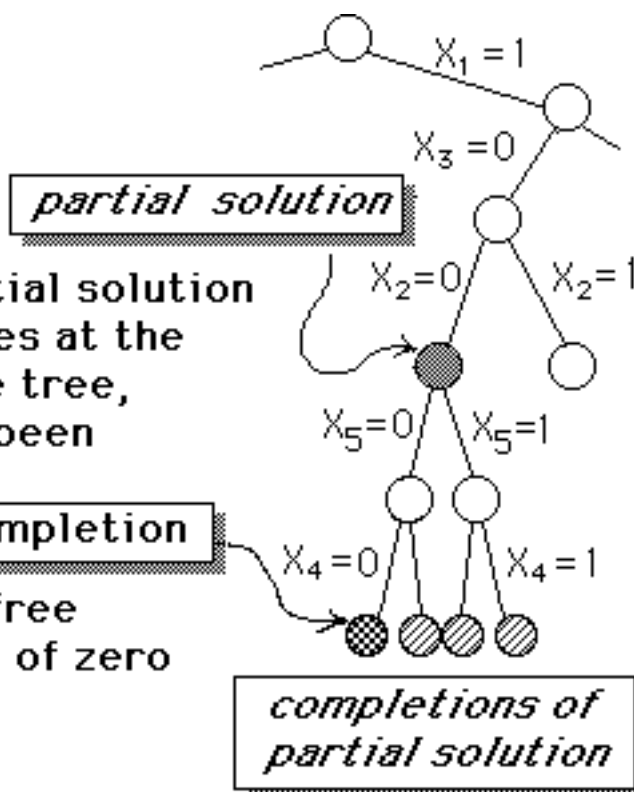 X₁ = 1
X₃ = 0
partial solution
X₂=0
X₂=1
tial solution
es at the
e tree,
been
X₅=0
X₅=1
mpletion
X₄=0
X₄=1
free
of zero
completions of
partial solution